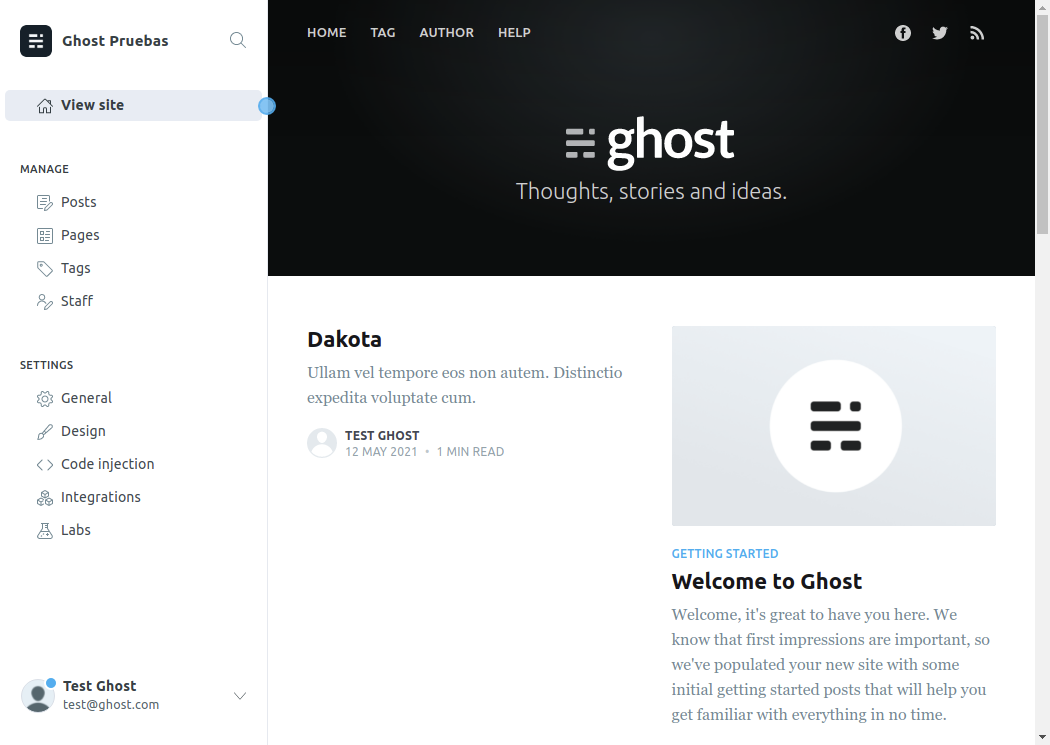 Ghost Pruebas
View site
MANAGE
Posts
Pages
Tags
Staff
SETTINGS
General
Design
Code injection
Integrations
Labs
Test Ghost
test@ghost.com
HOME TAG AUTHOR HELP
ghost
Thoughts, stories and ideas.
Dakota
Ullam vel tempore eos non autem. Distinctio
expedita voluptate cum.
TEST GHOST
12 MAY 2021 • 1 MIN READ
GETTING STARTED
Welcome to Ghost
Welcome, it's great to have you here. We
know that first impressions are important, so
we've populated your new site with some
initial getting started posts that will help you
get familiar with everything in no time.